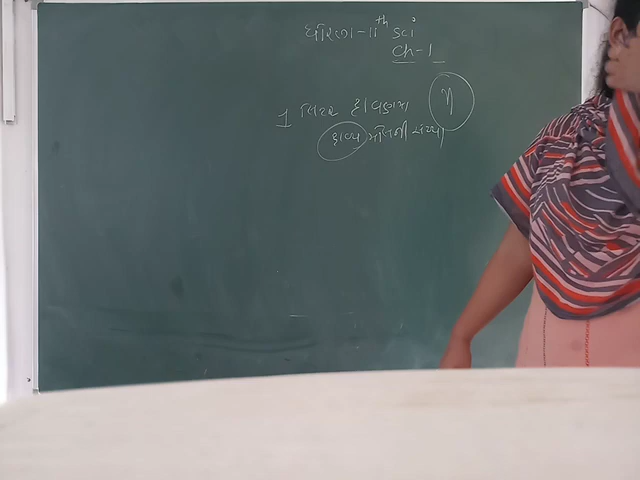 ધોરણ-11th sci
ch-1
1 લિટર દ્રાવણમાં
દ્રાવ્ય મોલની સંખ્યા